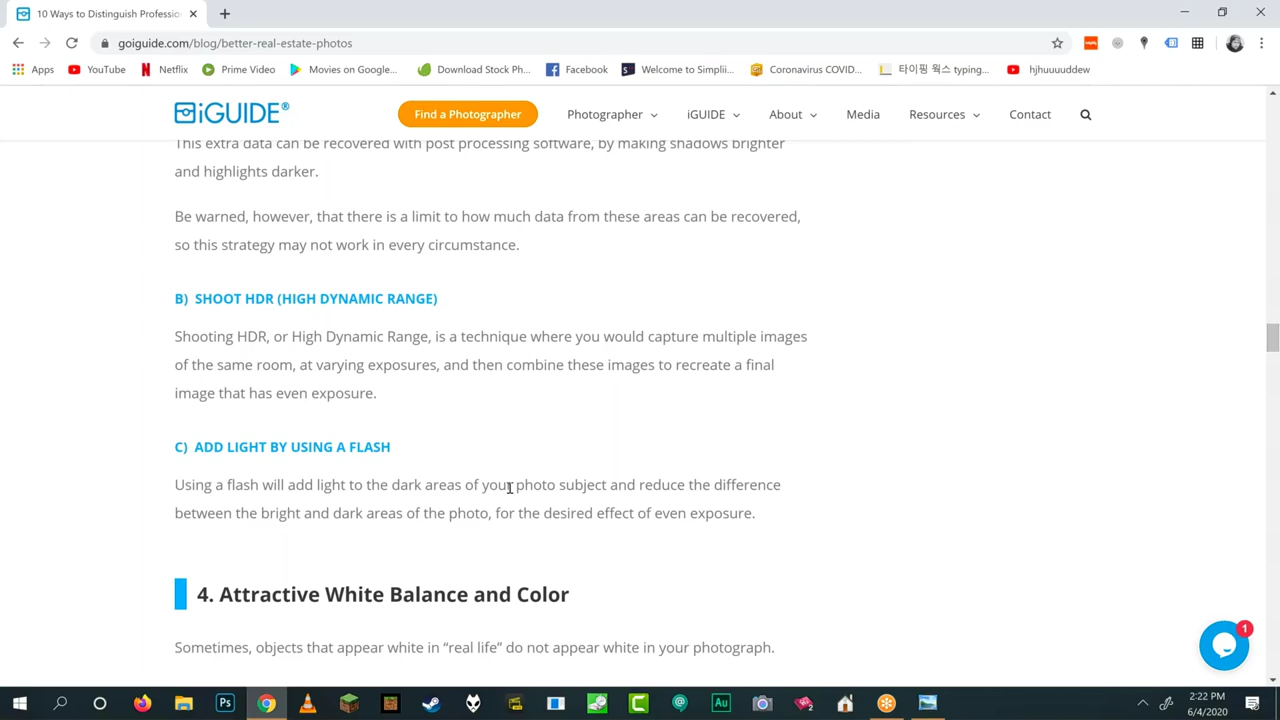 10 Ways to Distinguish Professio
goiguide.com/blog/better-real-estate-photos
Apps YouTube Netflix Prime Video Movies on Google... Download Stock Ph... Facebook Welcome to Simplii... Coronavirus COVID... 타이핑 웍스 typing... hjhuuuuddew
iGUIDE® Find a Photographer Photographer iGUIDE About Media Resources Contact
This extra data can be recovered with post processing software, by making shadows brighter
and highlights darker.
Be warned, however, that there is a limit to how much data from these areas can be recovered,
so this strategy may not work in every circumstance.
B) SHOOT HDR (HIGH DYNAMIC RANGE)
Shooting HDR, or High Dynamic Range, is a technique where you would capture multiple images
of the same room, at varying exposures, and then combine these images to recreate a final
image that has even exposure.
C) ADD LIGHT BY USING A FLASH
Using a flash will add light to the dark areas of your photo subject and reduce the difference
between the bright and dark areas of the photo, for the desired effect of even exposure.
4. Attractive White Balance and Color
Sometimes, objects that appear white in “real life” do not appear white in your photograph.
1
Ps Au
2:22 PM
6/4/2020